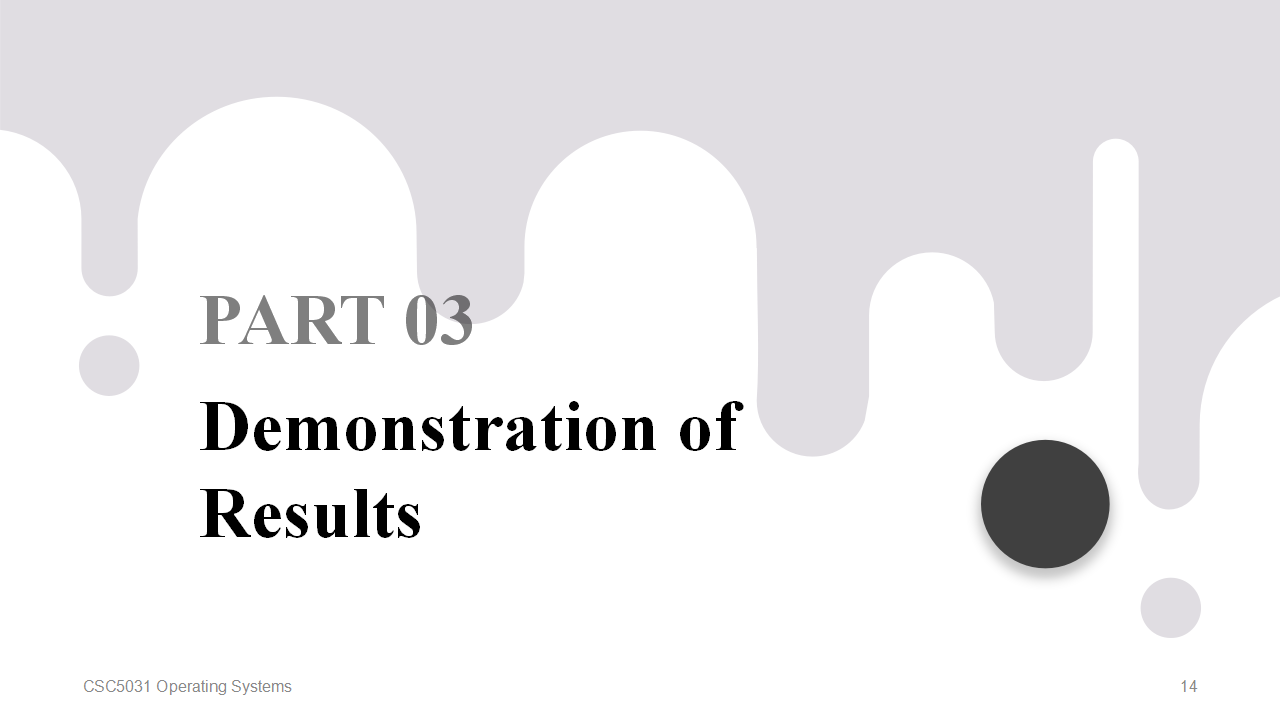 PART 03
Demonstration of
Results
CSC5031 Operating Systems
14